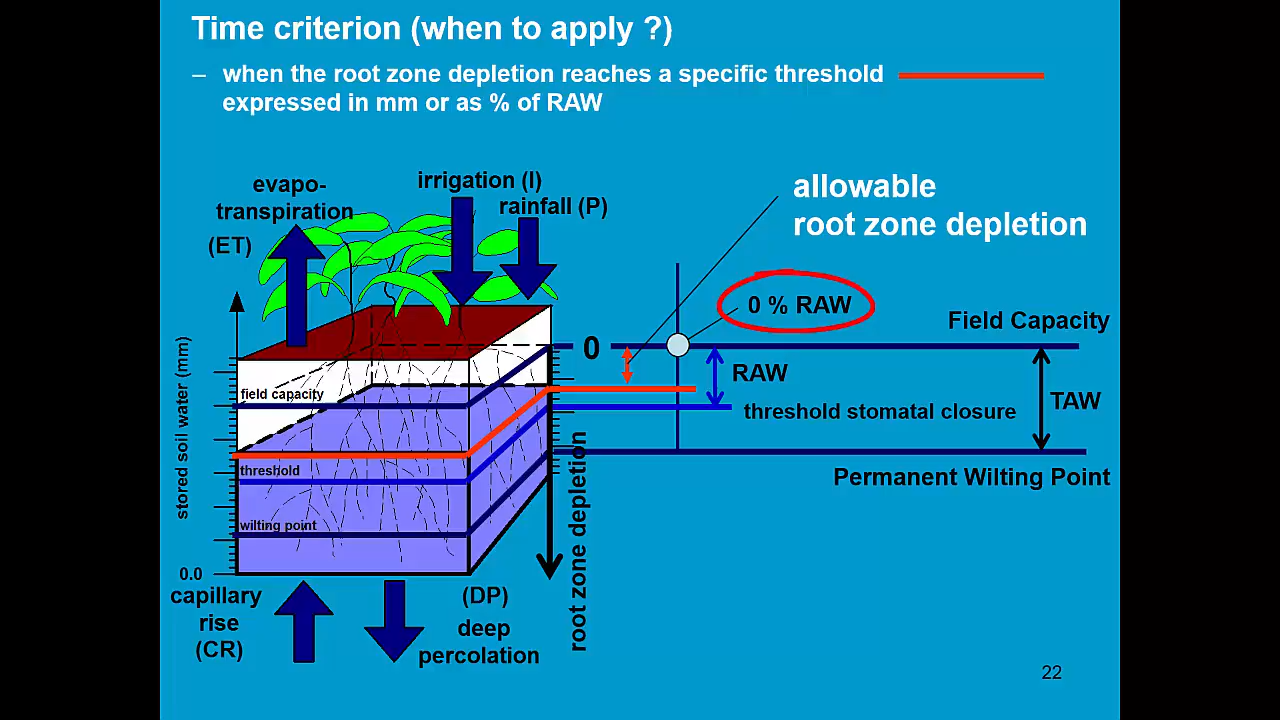 Time criterion (when to apply ?)
– when the root zone depletion reaches a specific threshold
expressed in mm or as % of RAW
evapo-
transpiration
(ET)
irrigation (I)
rainfall (P)
allowable
root zone depletion
0 % RAW
Field Capacity
0
RAW
TAW
threshold stomatal closure
Permanent Wilting Point
stored soil water (mm)
field capacity
threshold
wilting point
0.0
root zone depletion
capillary
rise
(CR)
(DP)
deep
percolation
22